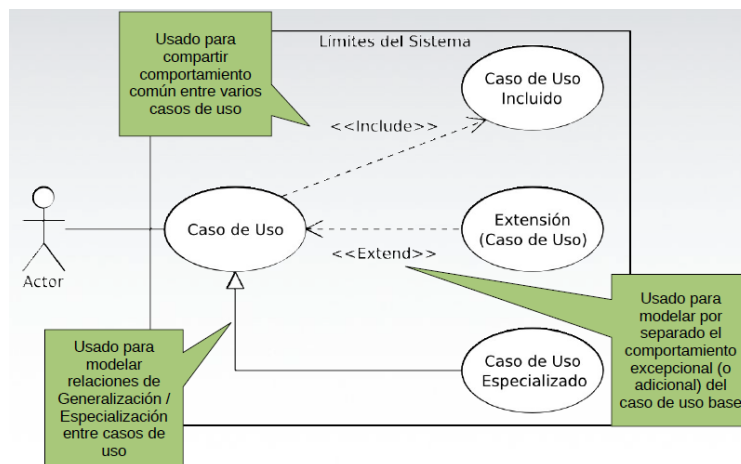 Usado para
compartir
comportamiento
común entre varios
casos de uso
Límites del Sistema
Caso de Uso
Incluido
<<Include>>
Actor
Caso de Uso
Extensión
(Caso de Uso)
<<Extend>>
Usado para
modelar por
separado el
comportamiento
excepcional (o
adicional) del
caso de uso base
Usado para
modelar
relaciones de
Generalización /
Especialización
entre casos de
uso
Caso de Uso
Especializado